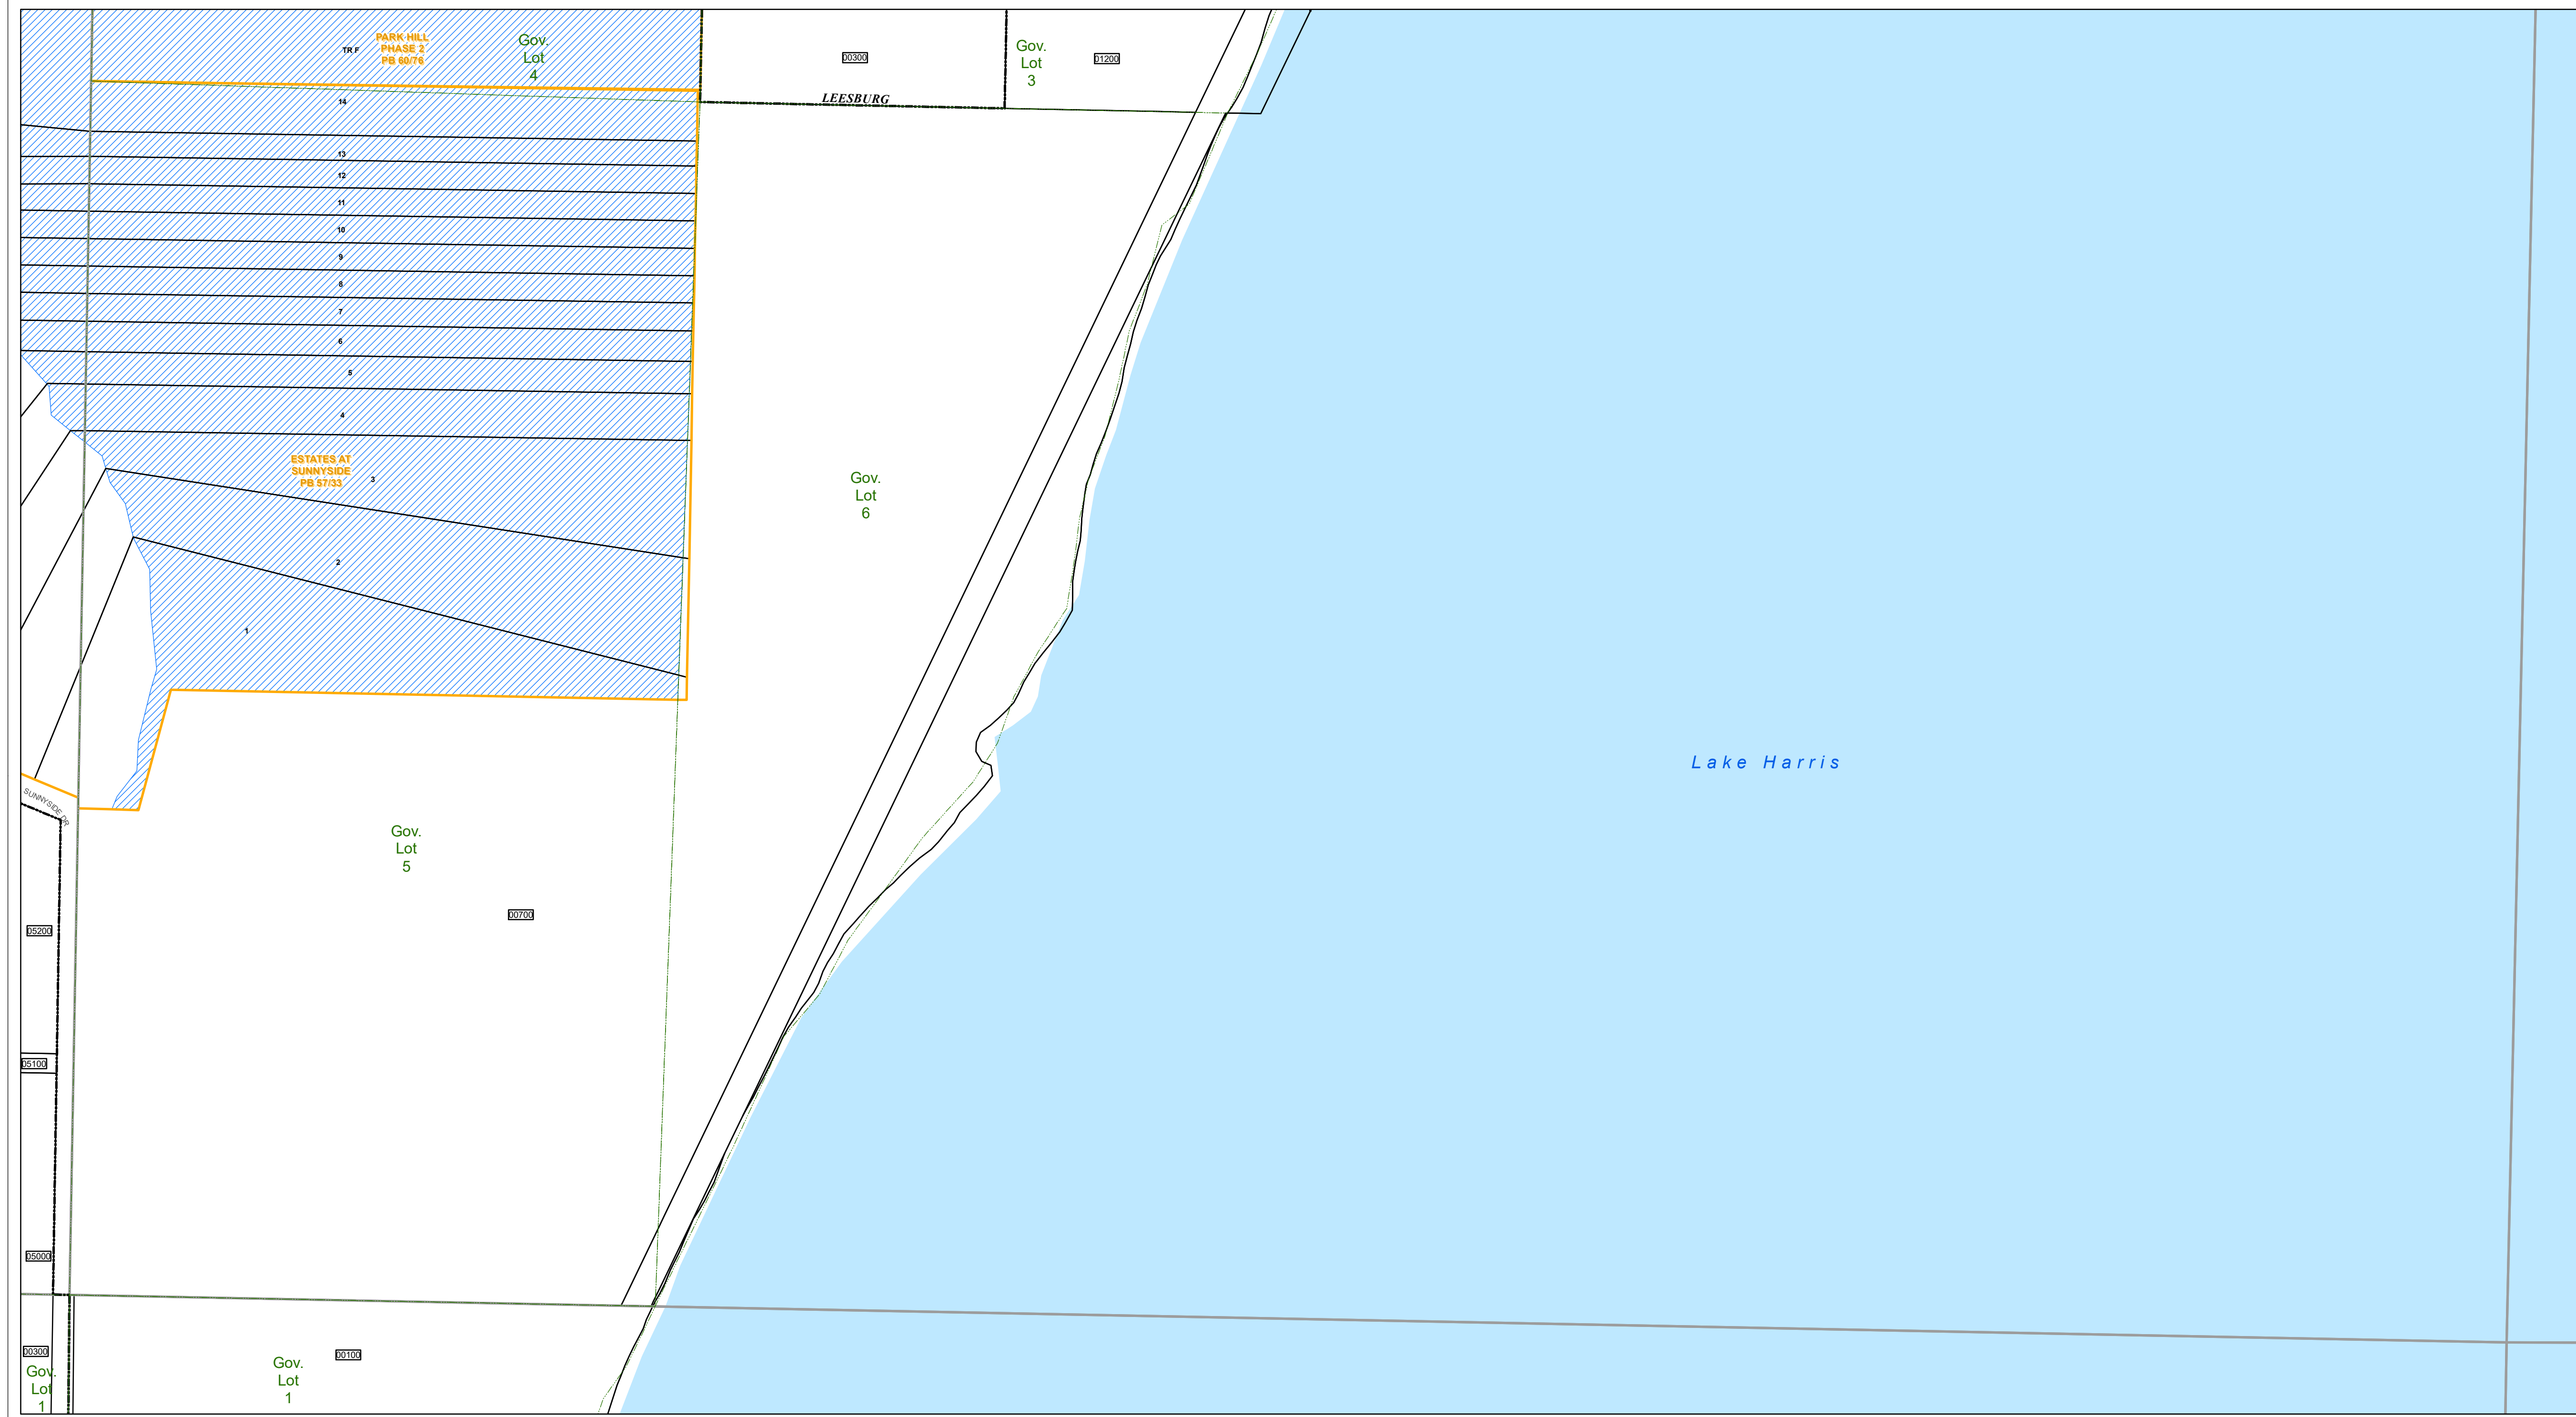 PARK HILL
PHASE 2
PB 60/76
TR F
Gov.
Lot
4
00300
Gov.
Lot
3
01200
LEESBURG
14
13
12
11
10
9
8
7
6
5
4
ESTATES AT
SUNNYSIDE
PB 57/33
3
Gov.
Lot
6
2
1
Lake Harris
SUNNYSIDE DR
Gov.
Lot
5
00700
05200
05100
05000
00300
Gov.
Lot
1
Gov.
Lot
1
00100